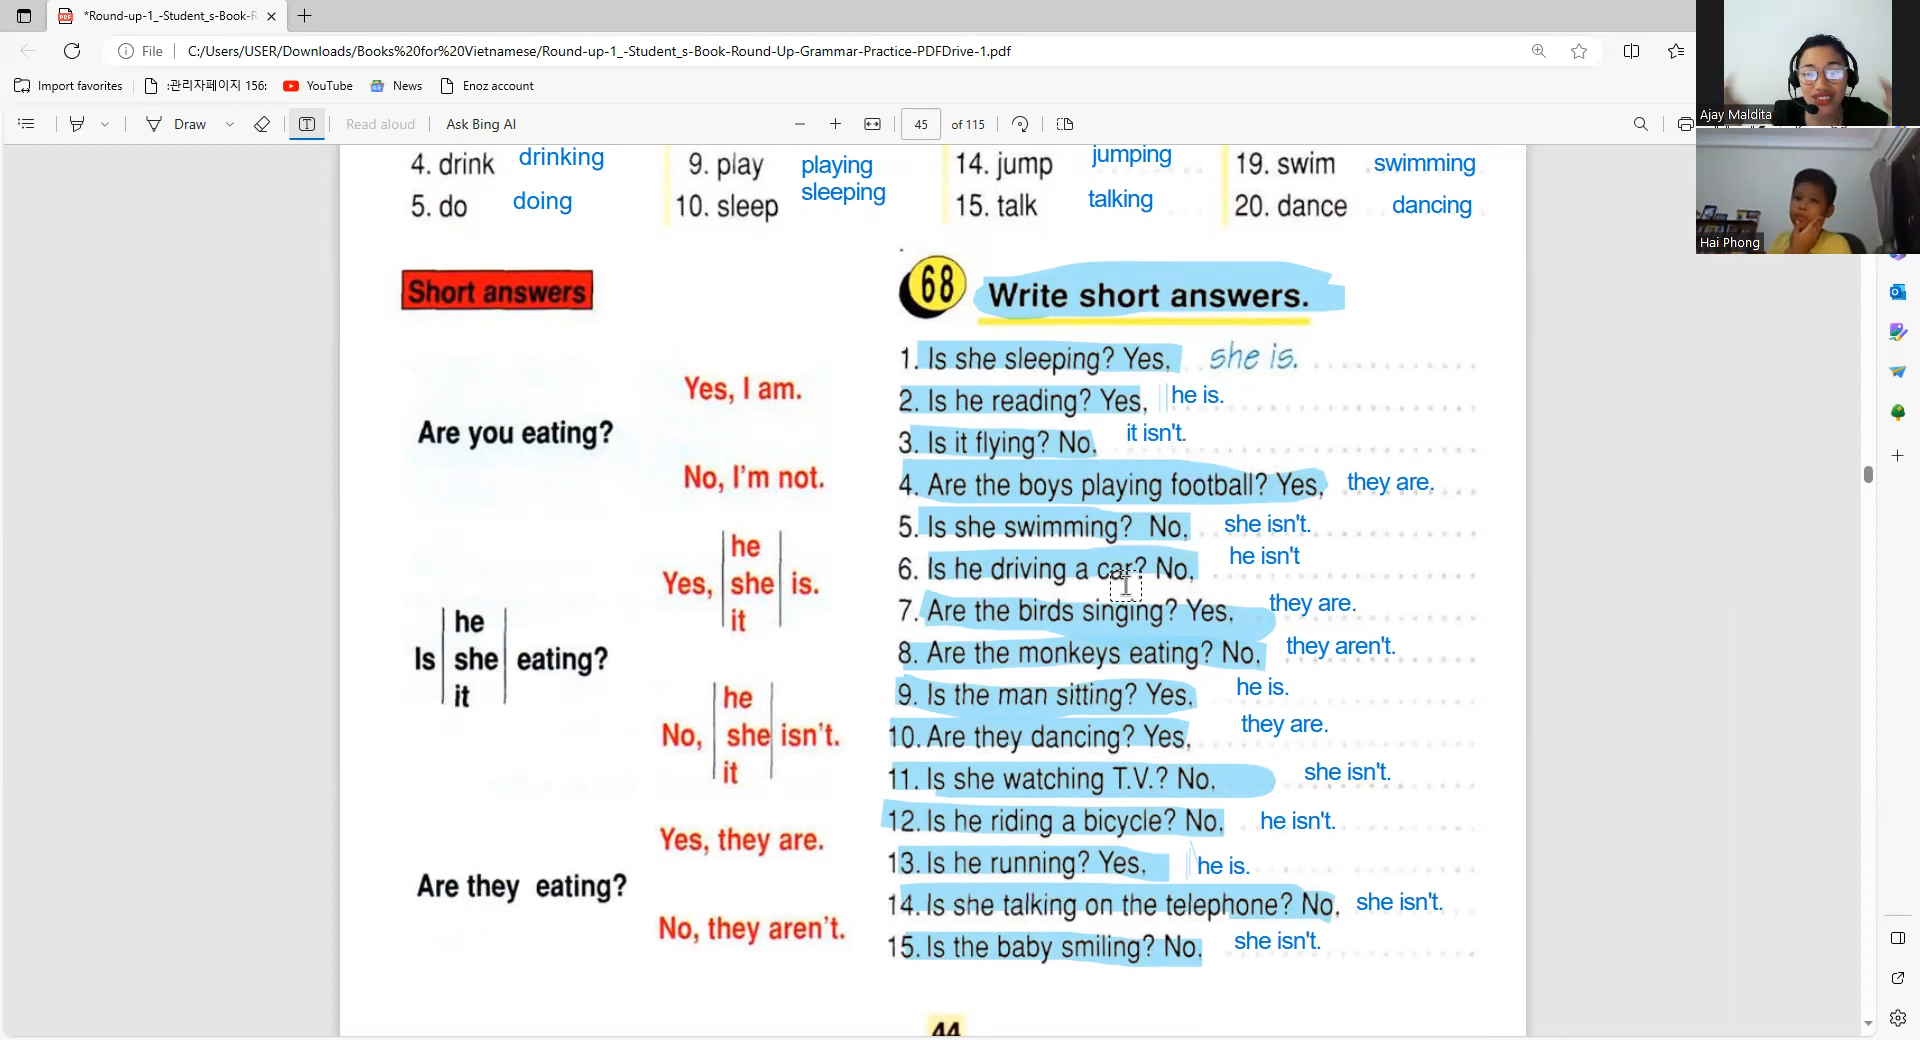 *Round-up-1_-Student_s-Book-R
File
C:/Users/USER/Downloads/Books%20for%20Vietnamese/Round-up-1_-Student_s-Book-Round-Up-Grammar-Practice-PDFDrive-1.pdf
Import favorites
:관리자페이지 156:
YouTube
News
Enoz account
Draw
Read aloud
Ask Bing AI
45
of 115
Ajay Maldita
Hai Phong
4. drink drinking
9. play playing
14. jump jumping
19. swim swimming
5. do doing
10. sleep sleeping
15. talk talking
20. dance dancing
Short answers
Are you eating?
Yes, I am.
No, I'm not.
Is he she it eating?
Yes, he she it is.
No, he she it isn't.
Are they eating?
Yes, they are.
No, they aren't.
68 Write short answers.
1. Is she sleeping? Yes, she is.
2. Is he reading? Yes, he is.
3. Is it flying? No, it isn't.
4. Are the boys playing football? Yes, they are.
5. Is she swimming? No, she isn't.
6. Is he driving a car? No, he isn't
7. Are the birds singing? Yes, they are.
8. Are the monkeys eating? No, they aren't.
9. Is the man sitting? Yes, he is.
10. Are they dancing? Yes, they are.
11. Is she watching T.V.? No, she isn't.
12. Is he riding a bicycle? No, he isn't.
13. Is he running? Yes, he is.
14. Is she talking on the telephone? No, she isn't.
15. Is the baby smiling? No, she isn't.
44